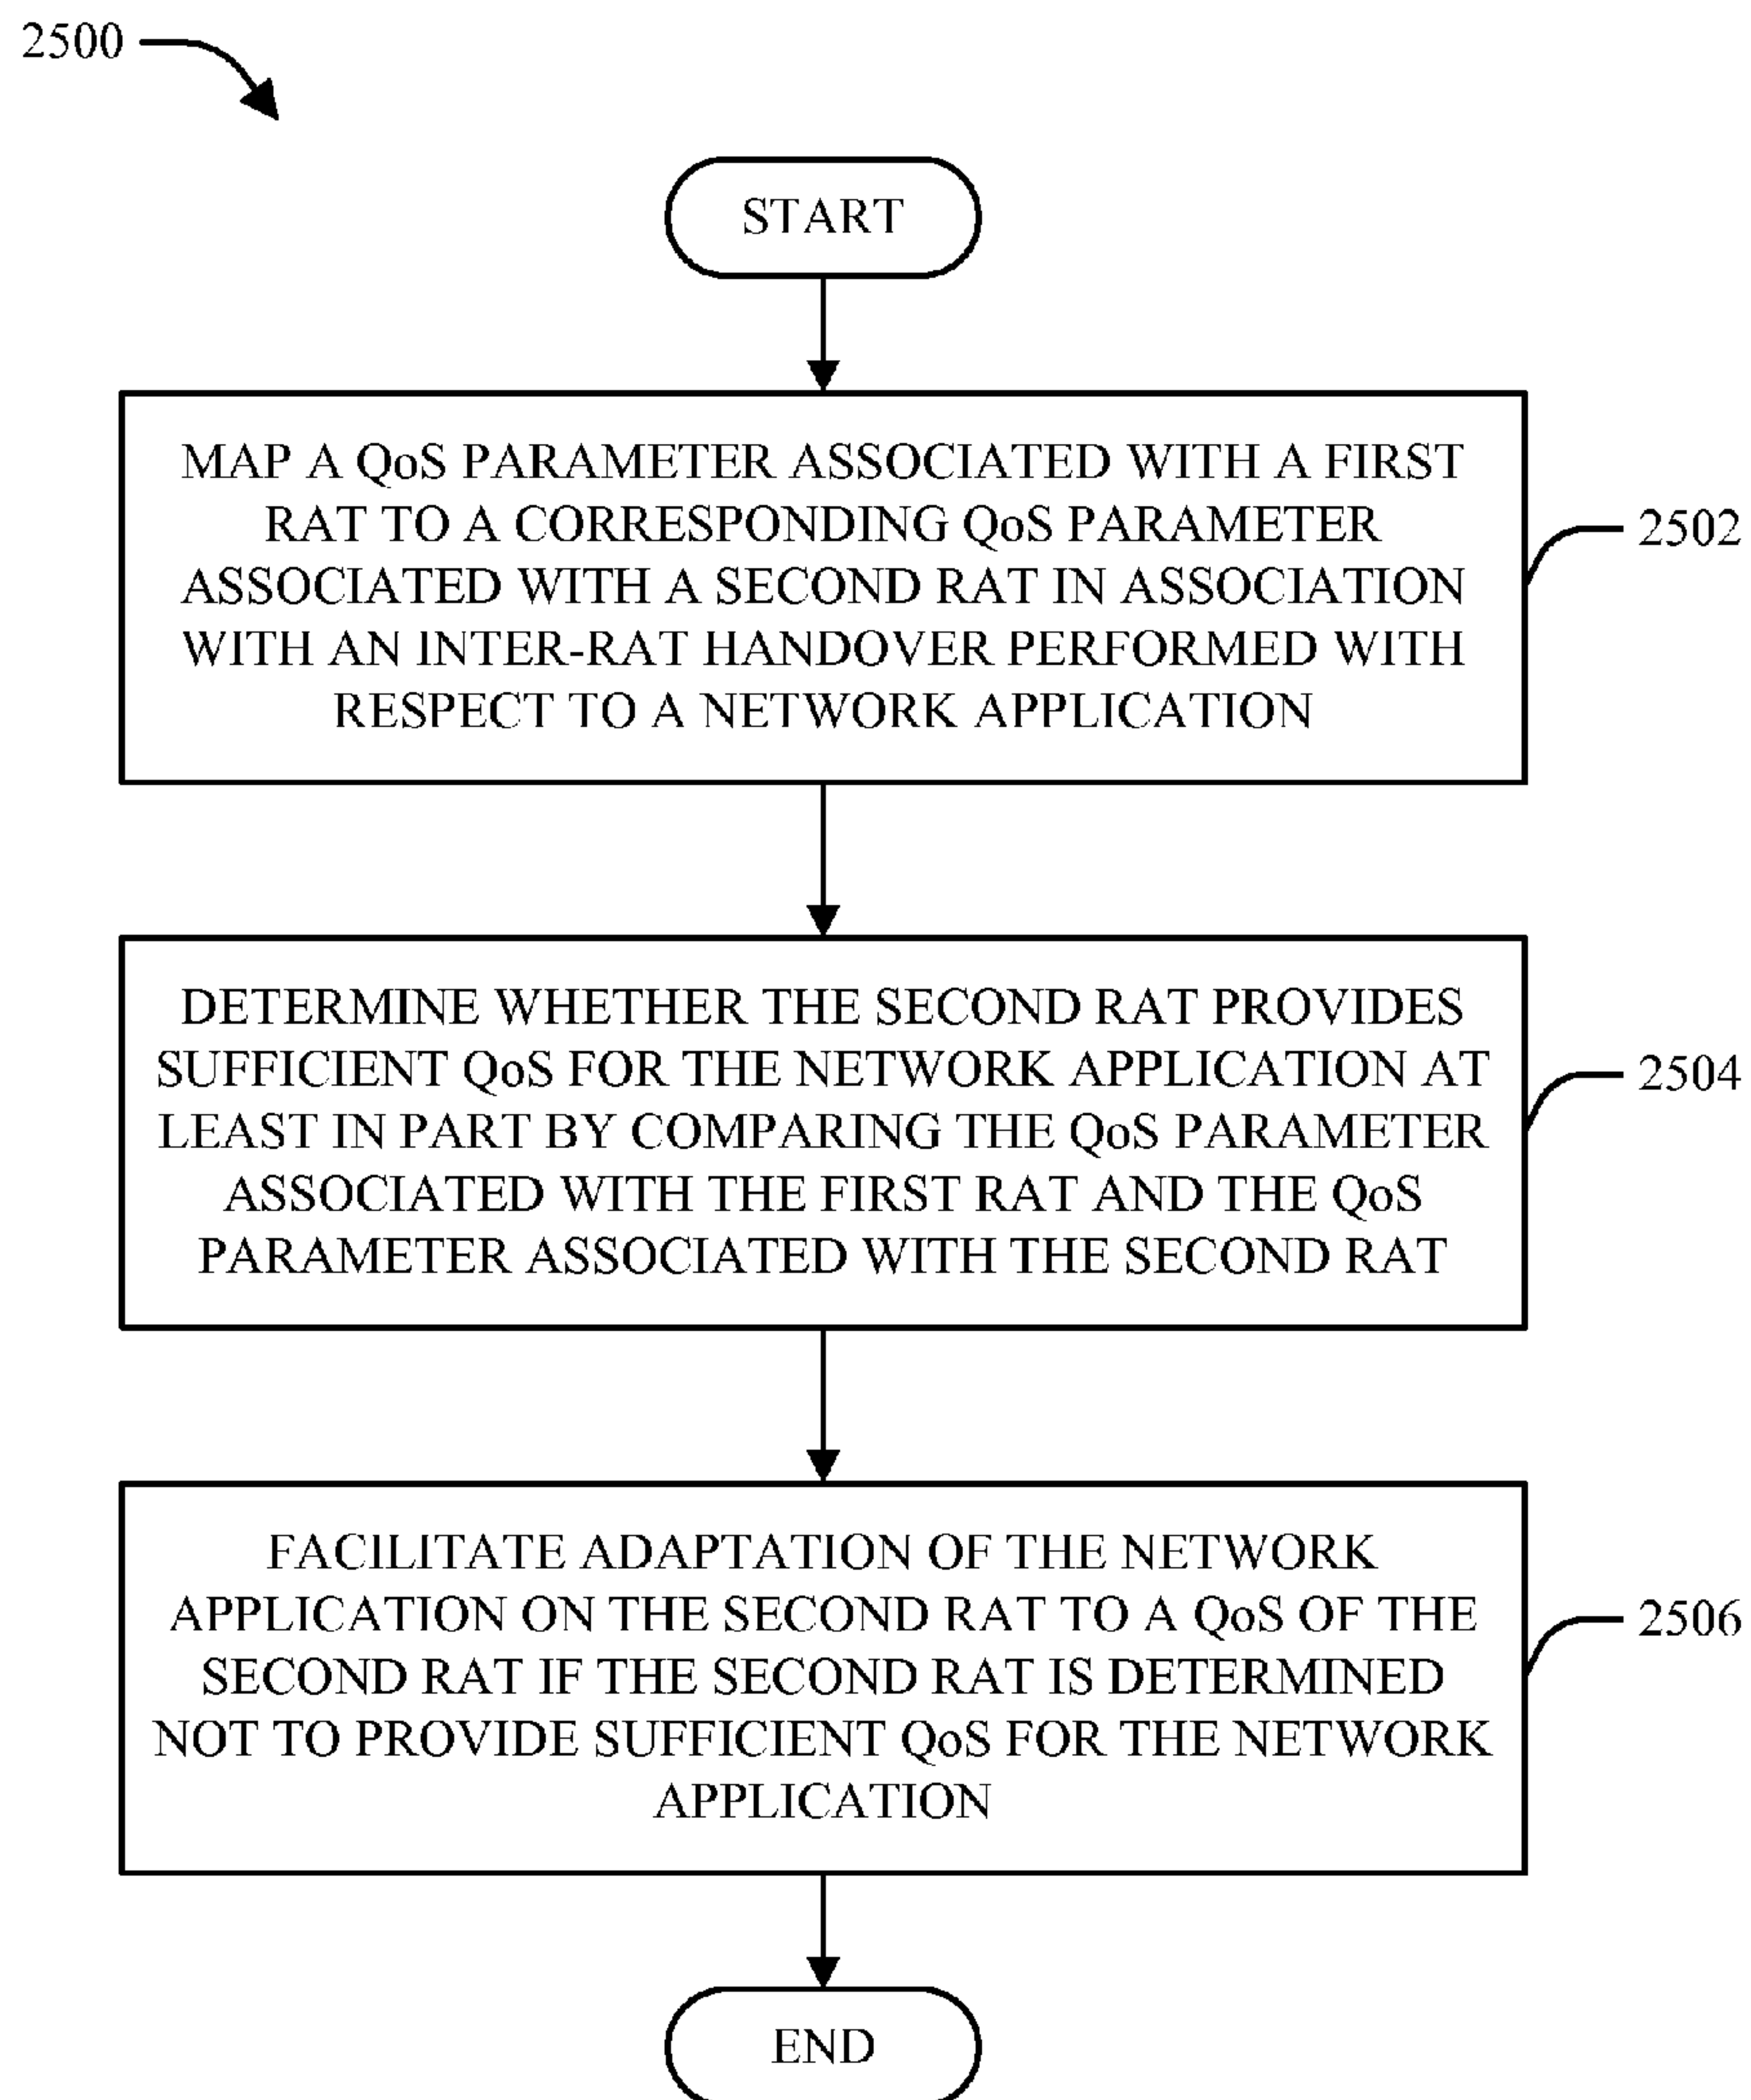 2500
START
MAP A QoS PARAMETER ASSOCIATED WITH A FIRST
RAT TO A CORRESPONDING QoS PARAMETER
ASSOCIATED WITH A SECOND RAT IN ASSOCIATION
WITH AN INTER-RAT HANDOVER PERFORMED WITH
RESPECT TO A NETWORK APPLICATION
2502
DETERMINE WHETHER THE SECOND RAT PROVIDES
SUFFICIENT QoS FOR THE NETWORK APPLICATION AT
LEAST IN PART BY COMPARING THE QoS PARAMETER
ASSOCIATED WITH THE FIRST RAT AND THE QoS
PARAMETER ASSOCIATED WITH THE SECOND RAT
2504
FACILITATE ADAPTATION OF THE NETWORK
APPLICATION ON THE SECOND RAT TO A QoS OF THE
SECOND RAT IF THE SECOND RAT IS DETERMINED
NOT TO PROVIDE SUFFICIENT QoS FOR THE NETWORK
APPLICATION
2506
END